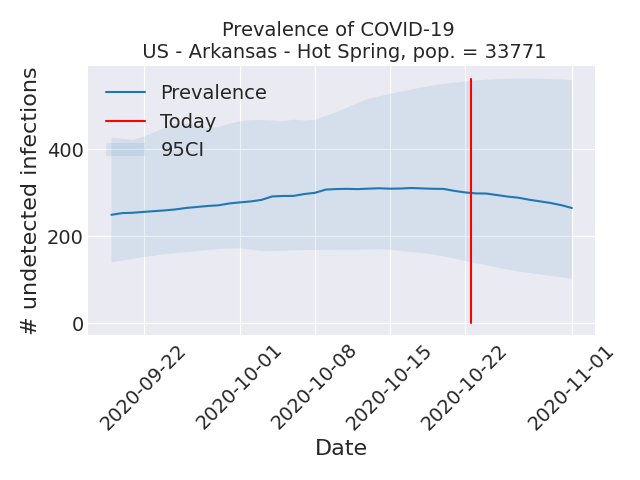 Prevalence of COVID-19
US - Arkansas - Hot Spring, pop. = 33771
# undetected infections
400
200
0
Prevalence
Today
95CI
2020-09-22
2020-10-01
2020-10-08
2020-10-15
2020-10-22
2020-11-01
Date